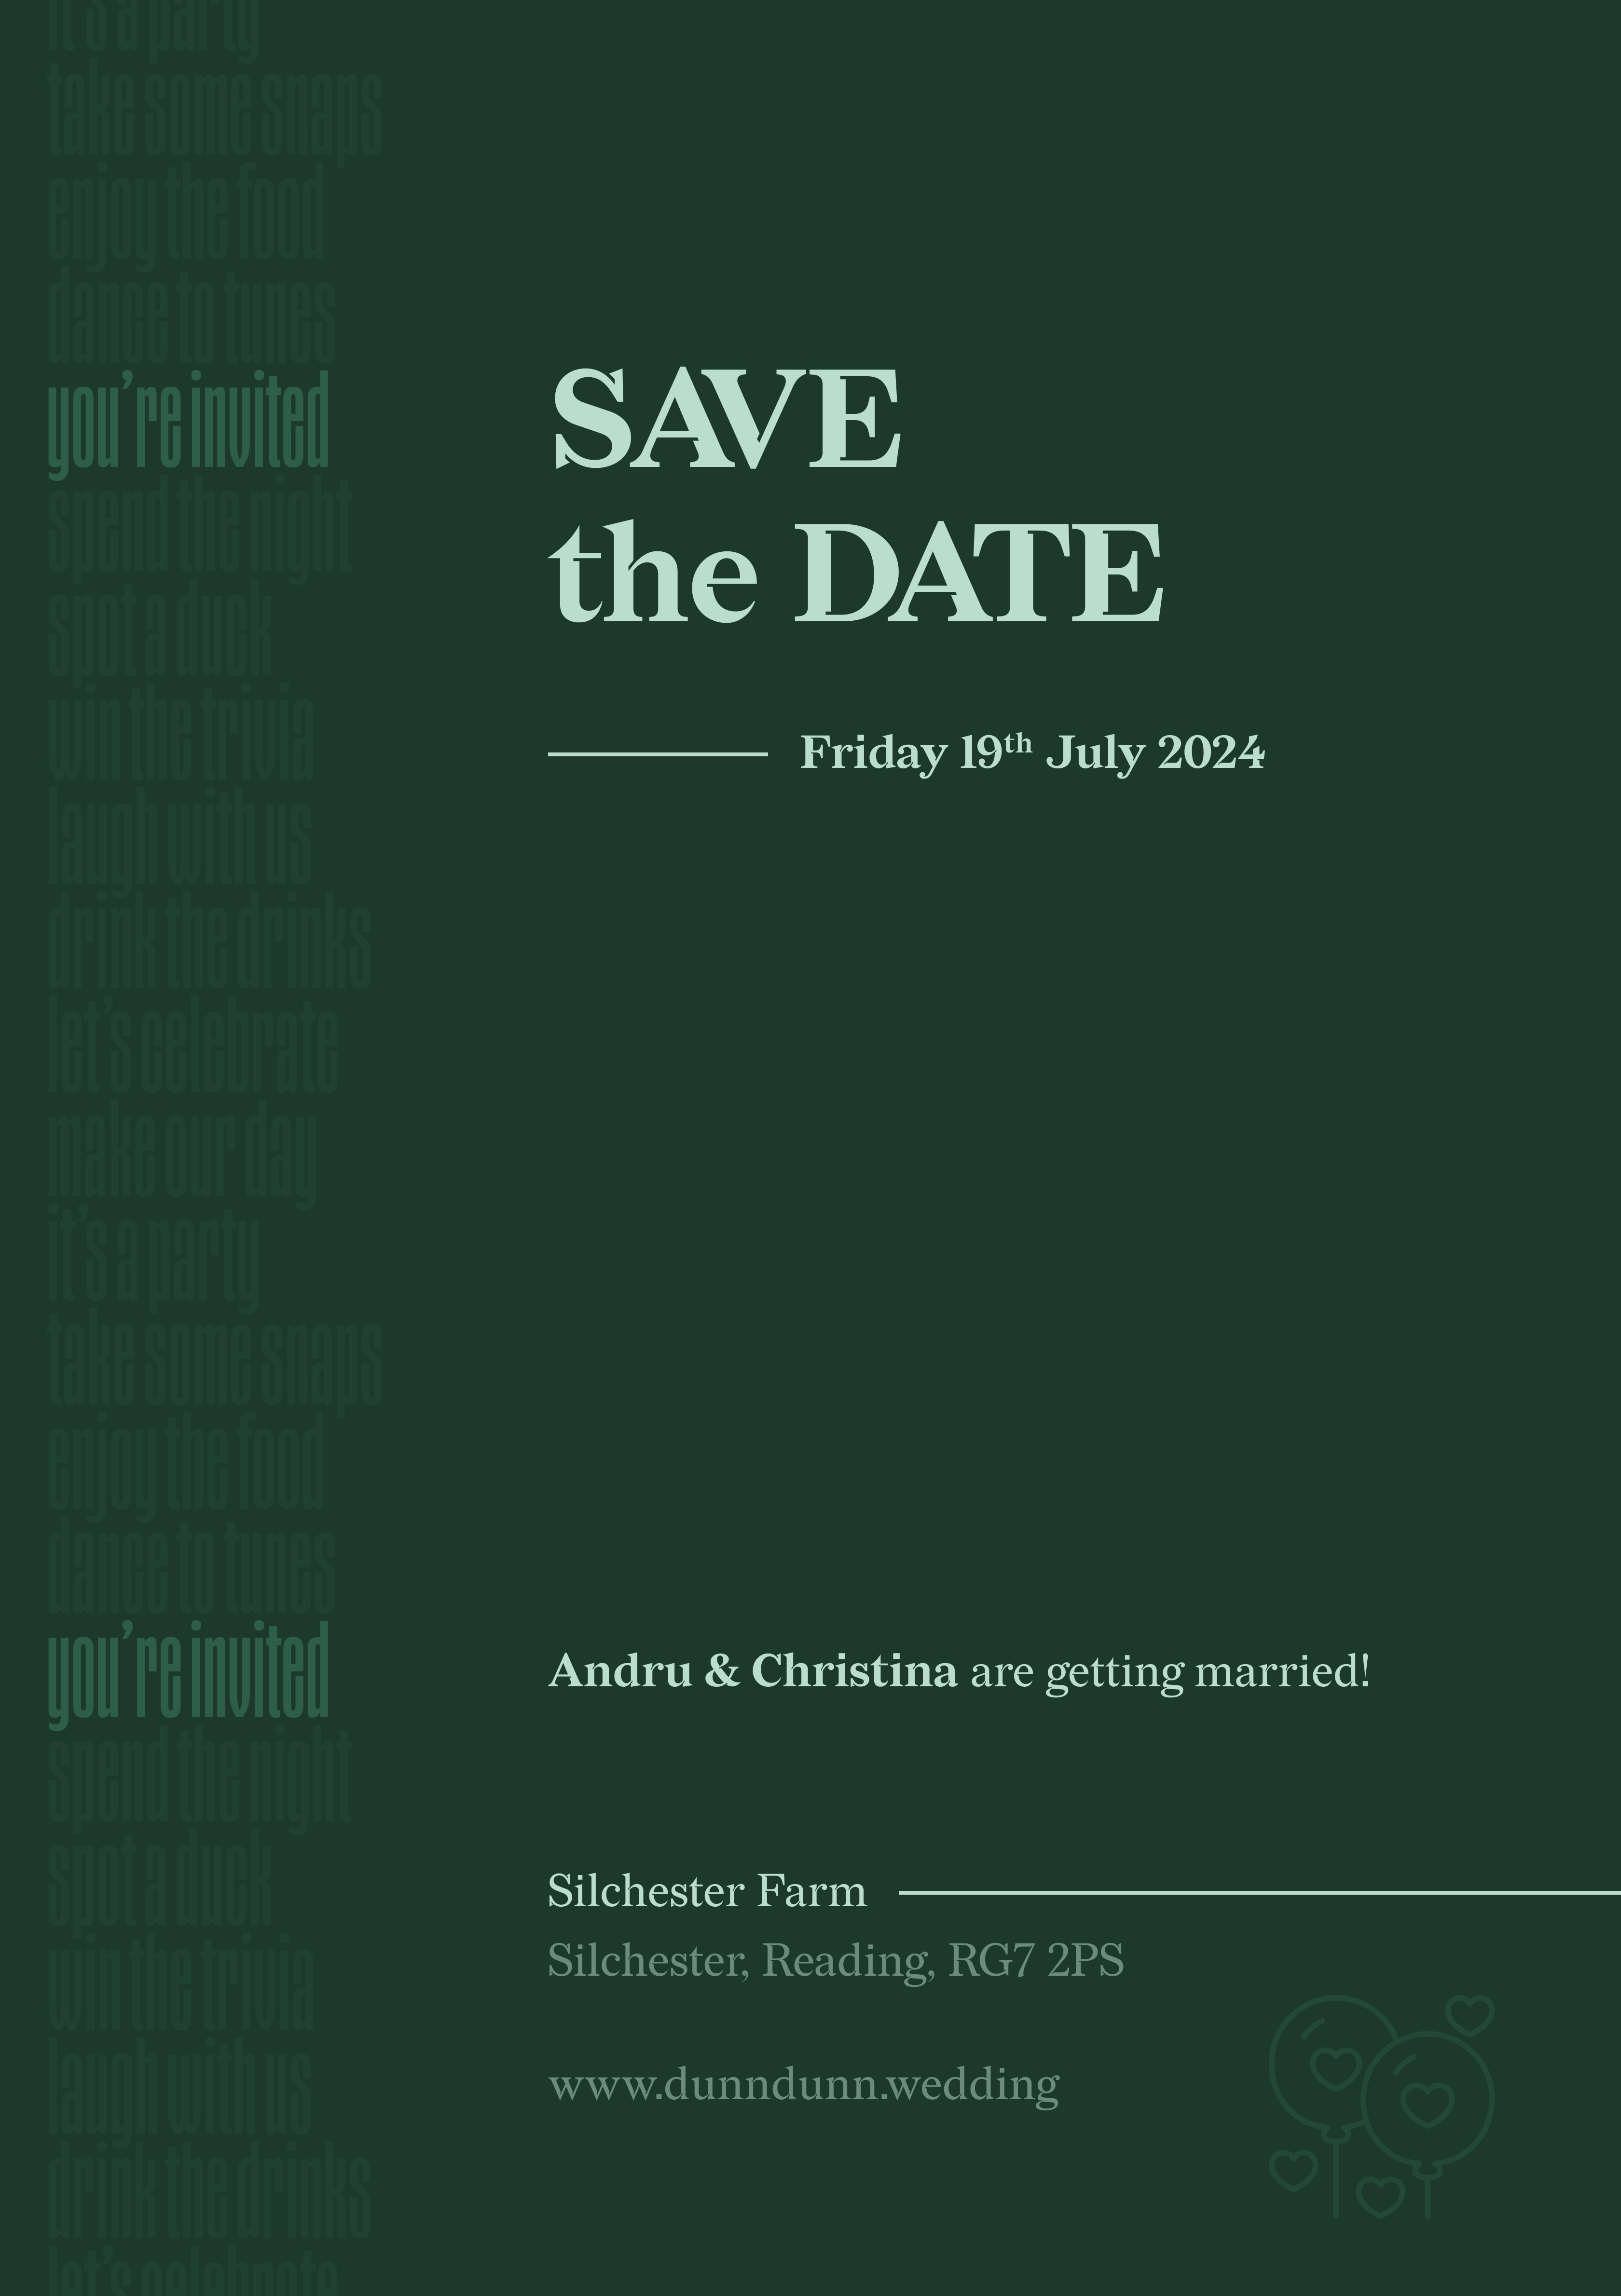 it's a party
take some snaps
enjoy the food
dance to tunes
you're invited
spend the night
spot a duck
win the trivia
laugh with us
drink the drinks
let's celebrate
make our day
it's a party
take some snaps
enjoy the food
dance to tunes
you're invited
spend the night
spot a duck
win the trivia
laugh with us
drink the drinks
let's celebrate
SAVE
the DATE
Friday 19th July 2024
Andru & Christina are getting married!
Silchester Farm
Silchester, Reading, RG7 2PS
www.dunndunn.wedding